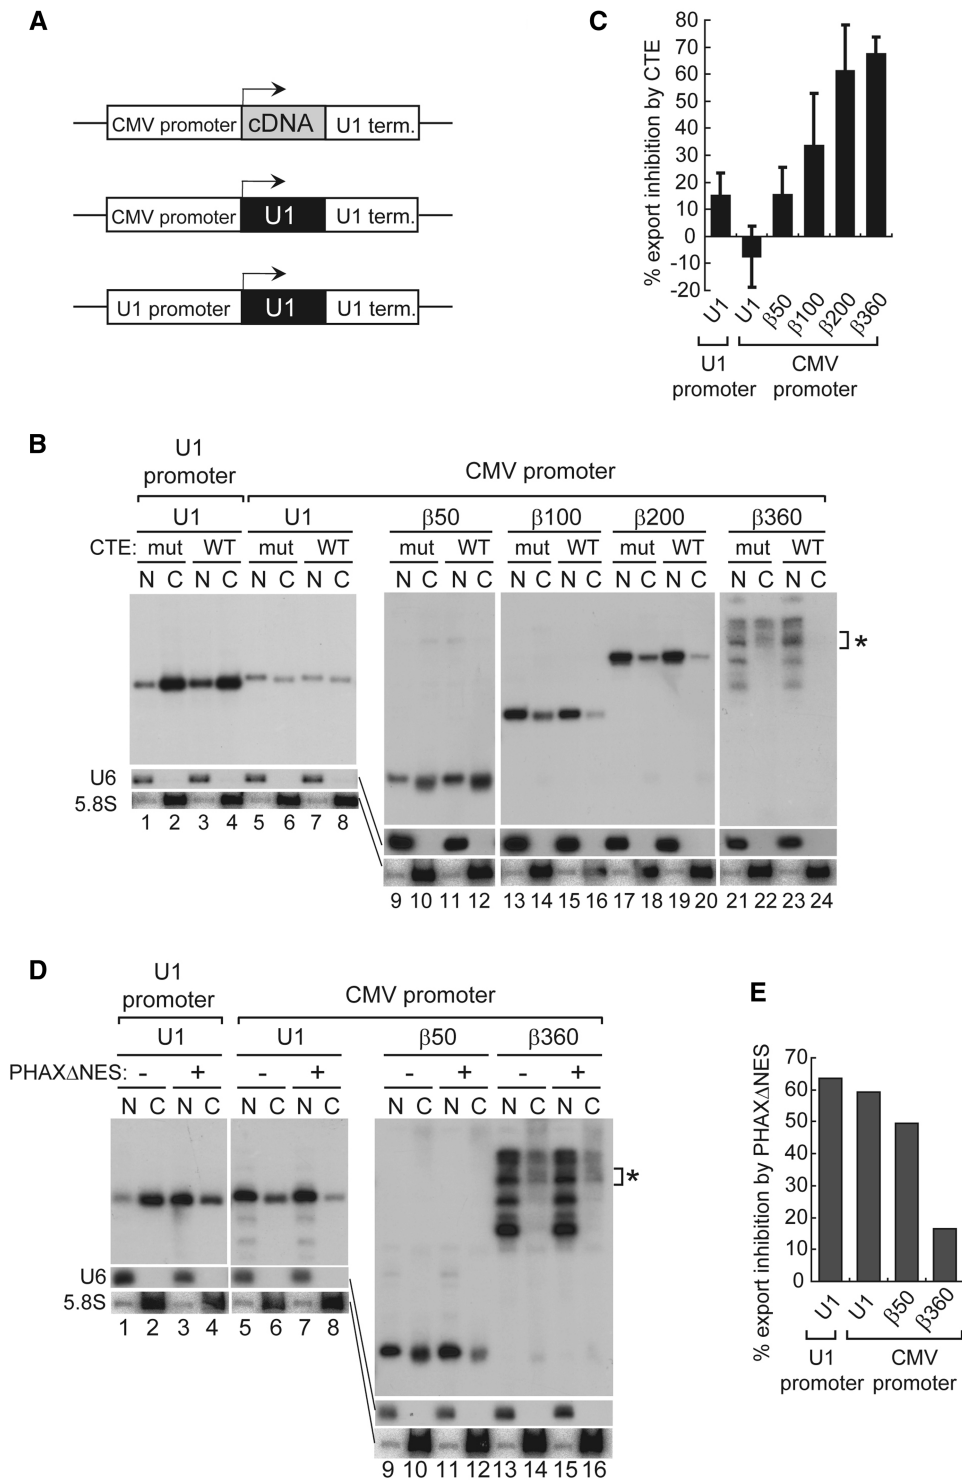 A
CMV promoter cDNA U1 term.
CMV promoter U1 U1 term.
U1 promoter U1 U1 term.
C
% export inhibition by CTE
80
70
60
50
40
30
20
10
0
-10
-20
U1 U1 β50 β100 β200 β360
U1 promoter
CMV promoter
B
U1 promoter
CMV promoter
U1 U1 β50 β100 β200 β360
CTE: mut WT mut WT mut WT mut WT mut WT mut WT
N C N C N C N C N C N C N C N C N C N C N C N C
*
U6
5.8S
1 2 3 4 5 6 7 8
9 10 11 12 13 14 15 16 17 18 19 20 21 22 23 24
D
U1 promoter
CMV promoter
U1 U1 β50 β360
PHAXΔNES: - + - + - + - +
N C N C N C N C N C N C N C N C
*
U6
5.8S
1 2 3 4 5 6 7 8
9 10 11 12 13 14 15 16
E
% export inhibition by PHAXΔNES
70
60
50
40
30
20
10
0
U1 U1 β50 β360
U1 promoter
CMV promoter